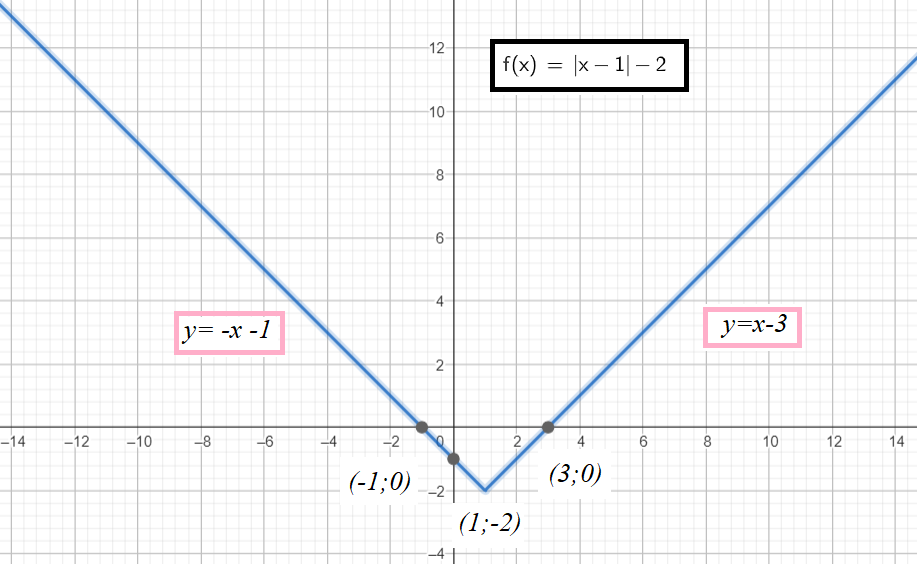 12
f(x) = |x – 1| – 2
10
8
6
4
y= -x -1
y=x-3
2
–14 –12 –10 –8 –6 –4 –2 0 2 4 6 8 10 12 14
(-1;0)
(3;0)
–2
(1;-2)
–4